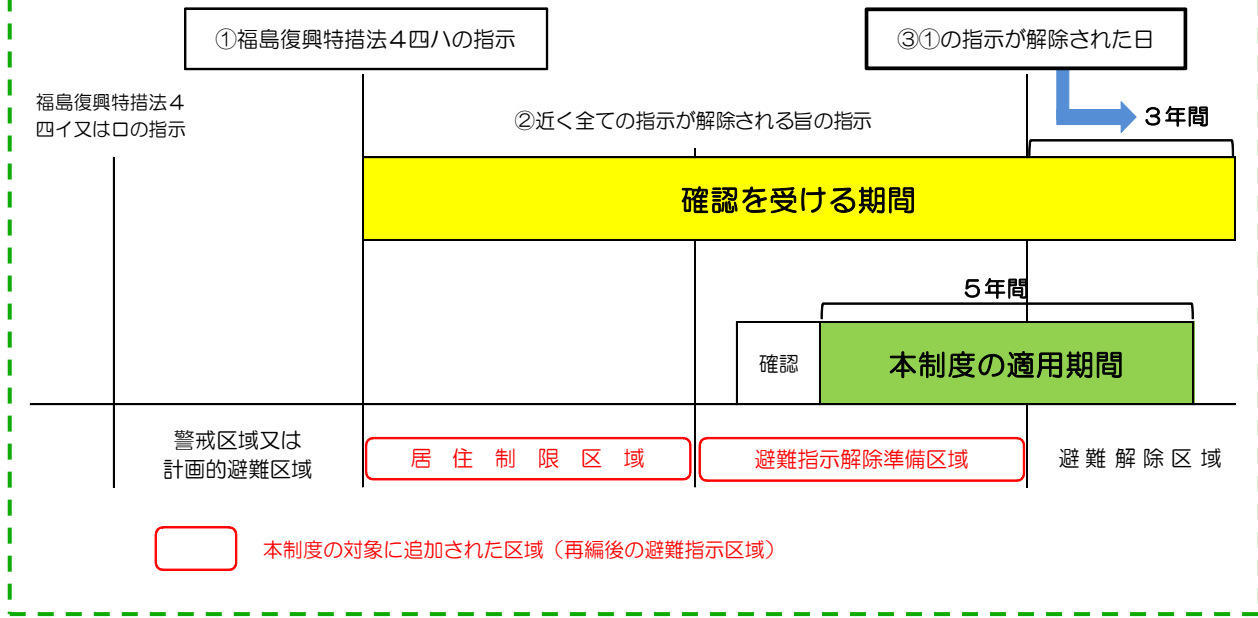 ①福島復興特措法４四ハの指示
③①の指示が解除された日
福島復興特措法４
四イ又はロの指示
②近く全ての指示が解除される旨の指示
３年間
確認を受ける期間
５年間
確認
本制度の適用期間
警戒区域又は
計画的避難区域
居住制限区域
避難指示解除準備区域
避難解除区域
本制度の対象に追加された区域（再編後の避難指示区域）